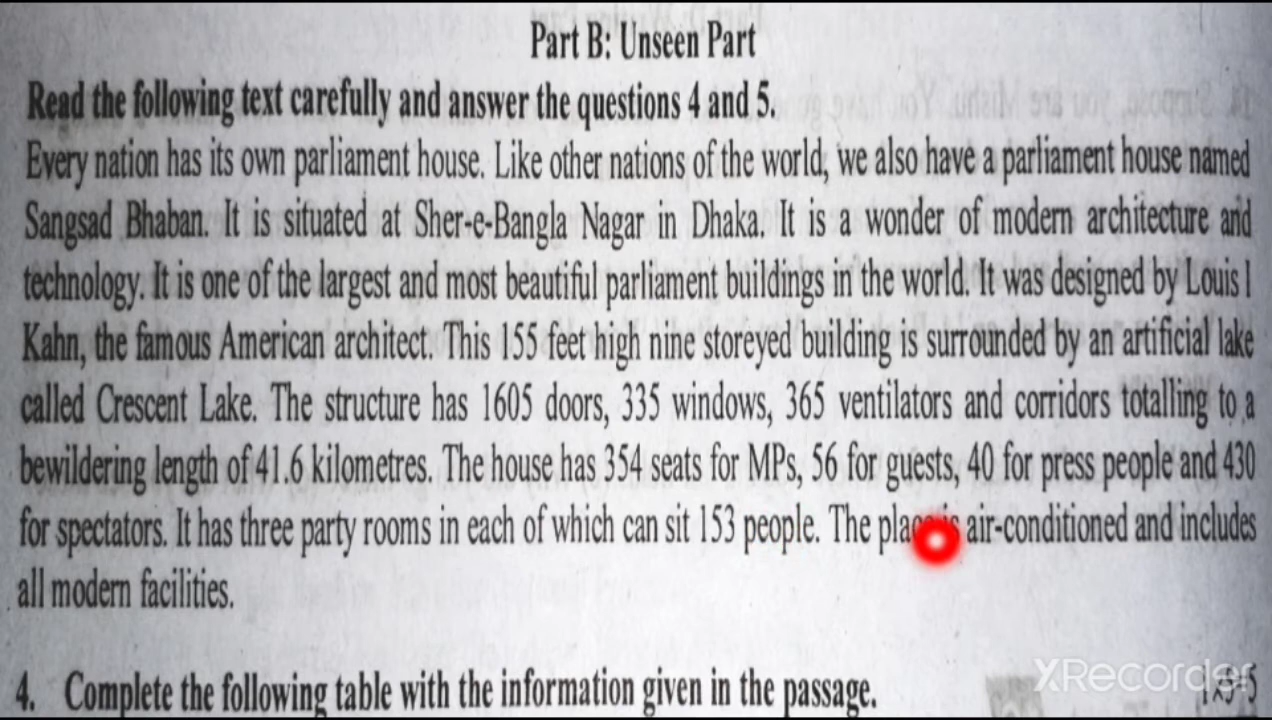 Part B: Unseen Part
Read the following text carefully and answer the questions 4 and 5.
Every nation has its own parliament house. Like other nations of the world, we also have a parliament house named
Sangsad Bhaban. It is situated at Sher-e-Bangla Nagar in Dhaka. It is a wonder of modern architecture and
technology. It is one of the largest and most beautiful parliament buildings in the world. It was designed by Louis I
Kahn, the famous American architect. This 155 feet high nine storeyed building is surrounded by an artificial lake
called Crescent Lake. The structure has 1605 doors, 335 windows, 365 ventilators and corridors totalling to a
bewildering length of 41.6 kilometres. The house has 354 seats for MPs, 56 for guests, 40 for press people and 430
for spectators. It has three party rooms in each of which can sit 153 people. The air-conditioned and includes
all modern facilities.
4. Complete the following table with the information given in the passage.
XRecorder